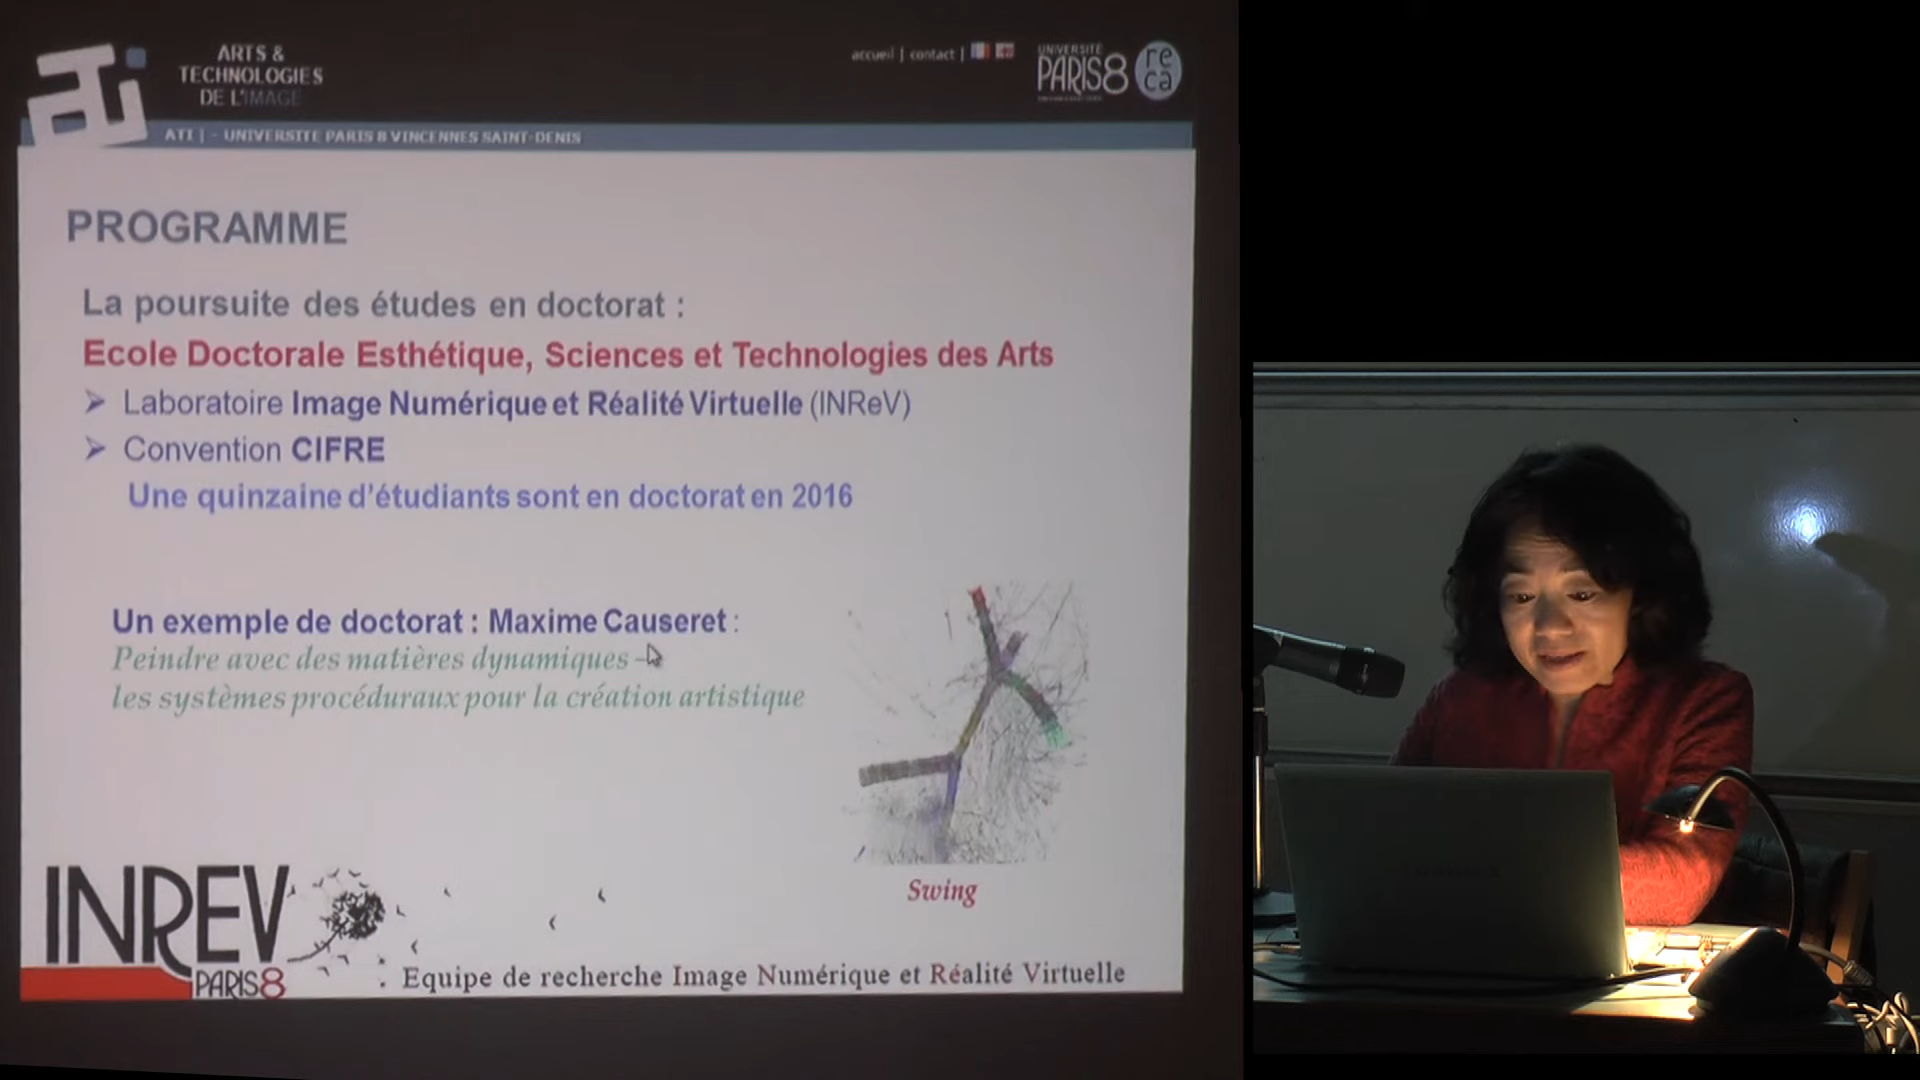 ARTS &
TECHNOLOGIES
DE L'IMAGE
accueil | contact |
UNIVERSITÉ
PARIS8
re
ca
ATI | - UNIVERSITE PARIS 8 VINCENNES SAINT-DENIS
PROGRAMME
La poursuite des études en doctorat :
Ecole Doctorale Esthétique, Sciences et Technologies des Arts
➢ Laboratoire Image Numérique et Réalité Virtuelle (INReV)
➢ Convention CIFRE
Une quinzaine d'étudiants sont en doctorat en 2016
Un exemple de doctorat : Maxime Causeret :
Peindre avec des matières dynamiques –
les systèmes procéduraux pour la création artistique
Swing
INREV
PARIS8
Equipe de recherche Image Numérique et Réalité Virtuelle